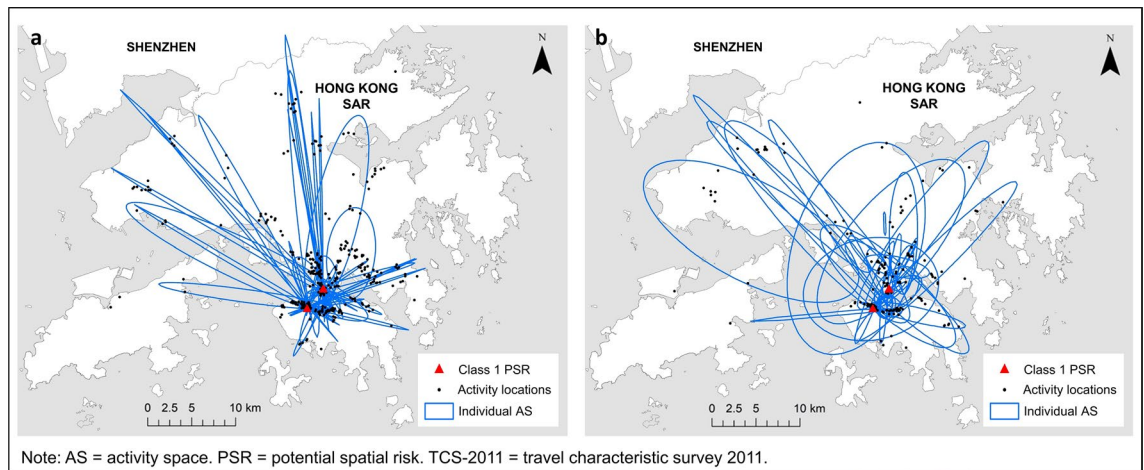 a
SHENZHEN
N
HONG KONG
SAR
Class 1 PSR
Activity locations
Individual AS
0 2.5 5 10 km
b
SHENZHEN
N
HONG KONG
SAR
Class 1 PSR
Activity locations
Individual AS
0 2.5 5 10 km
Note: AS = activity space. PSR = potential spatial risk. TCS-2011 = travel characteristic survey 2011.